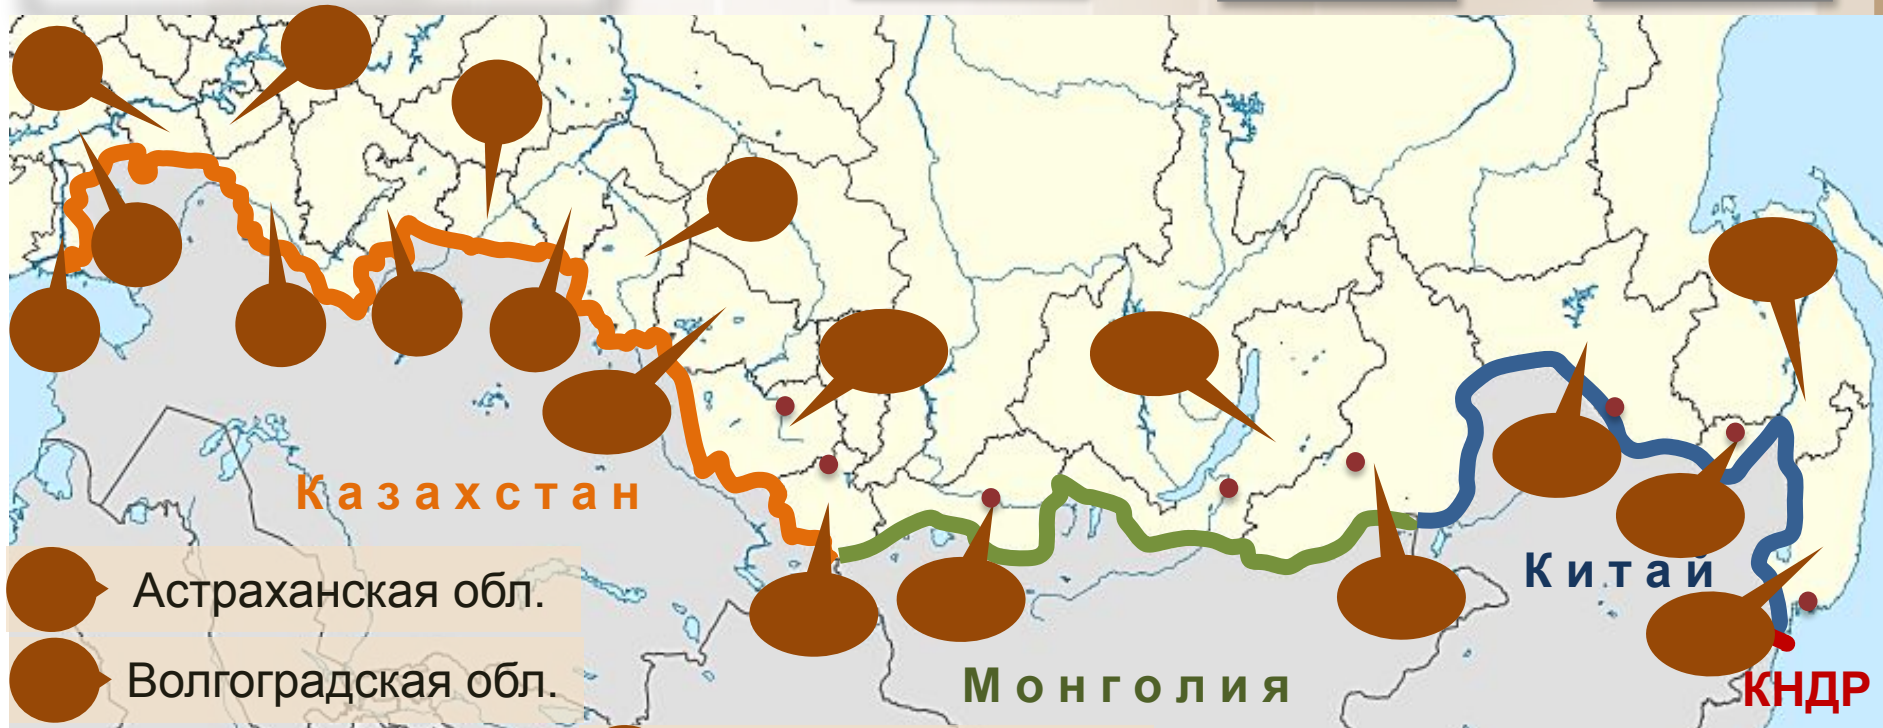 Казахстан
Астраханская обл.
Китай
Волгоградская обл.
Монголия
КНДР